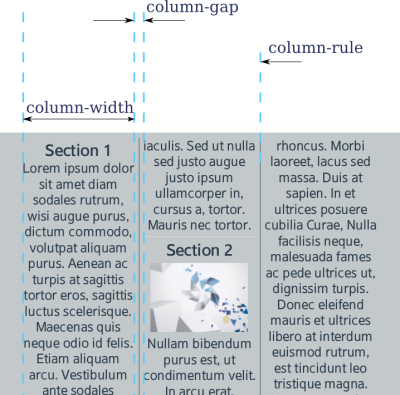 column-gap
column-rule
column-width
Section 1
Lorem ipsum dolor
sit amet diam
sodales rutrum,
wisi augue purus,
dictum commodo,
volutpat aliquam
purus. Aenean ac
turpis at sagittis
tortor eros, sagittis
luctus scelerisque.
Maecenas quis
neque odio id felis.
Etiam aliquam
arcu. Vestibulum
ante sodales
iaculis. Sed ut nulla
sed justo augue
justo ipsum
ullamcorper in,
cursus a, tortor.
Mauris nec tortor.
Section 2
Nullam bibendum
purus est, ut
condimentum velit.
In arcu erat,
rhoncus. Morbi
laoreet, lacus sed
massa. Duis at
sapien. In et
ultrices posuere
cubilia Curae, Nulla
facilisis neque,
malesuada fames
ac pede ultrices ut,
dignissim turpis.
Donec eleifend
mauris et ultrices
libero at interdum
euismod rutrum,
est tincidunt leo
tristique magna.